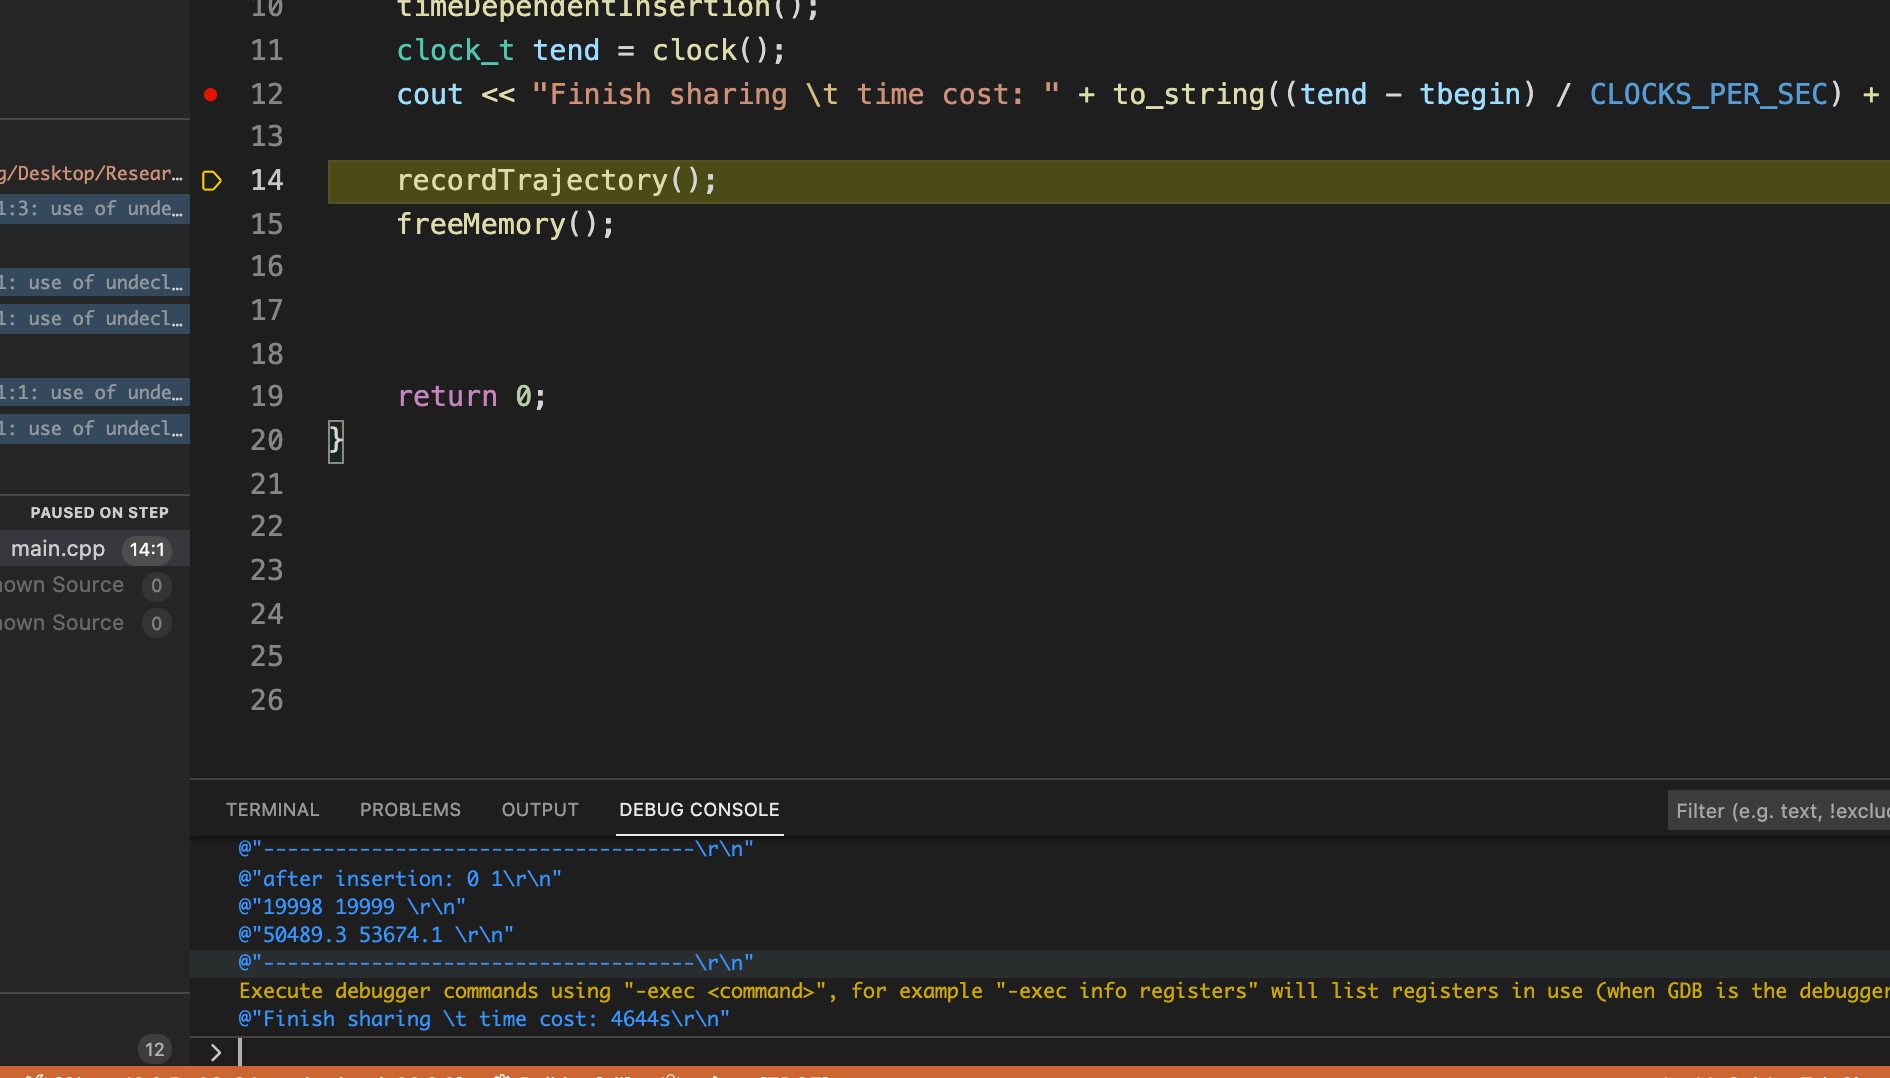 10 timeDependentInsertion();
11 clock_t tend = clock();
12 cout << "Finish sharing \t time cost: " + to_string((tend - tbegin) / CLOCKS_PER_SEC) +
13
14 recordTrajectory();
15 freeMemory();
16
17
18
19 return 0;
20 }
21
22
23
24
25
26
g/Desktop/Resear…
1:3: use of unde…
1: use of undecl…
1: use of undecl…
1:1: use of unde…
1: use of undecl…
PAUSED ON STEP
main.cpp 14:1
nown Source 0
nown Source 0
12
TERMINAL PROBLEMS OUTPUT DEBUG CONSOLE
Filter (e.g. text, !exclu
@"------------------------------------\r\n"
@"after insertion: 0 1\r\n"
@"19998 19999 \r\n"
@"50489.3 53674.1 \r\n"
@"------------------------------------\r\n"
Execute debugger commands using "-exec <command>", for example "-exec info registers" will list registers in use (when GDB is the debugger
@"Finish sharing \t time cost: 4644s\r\n"
>